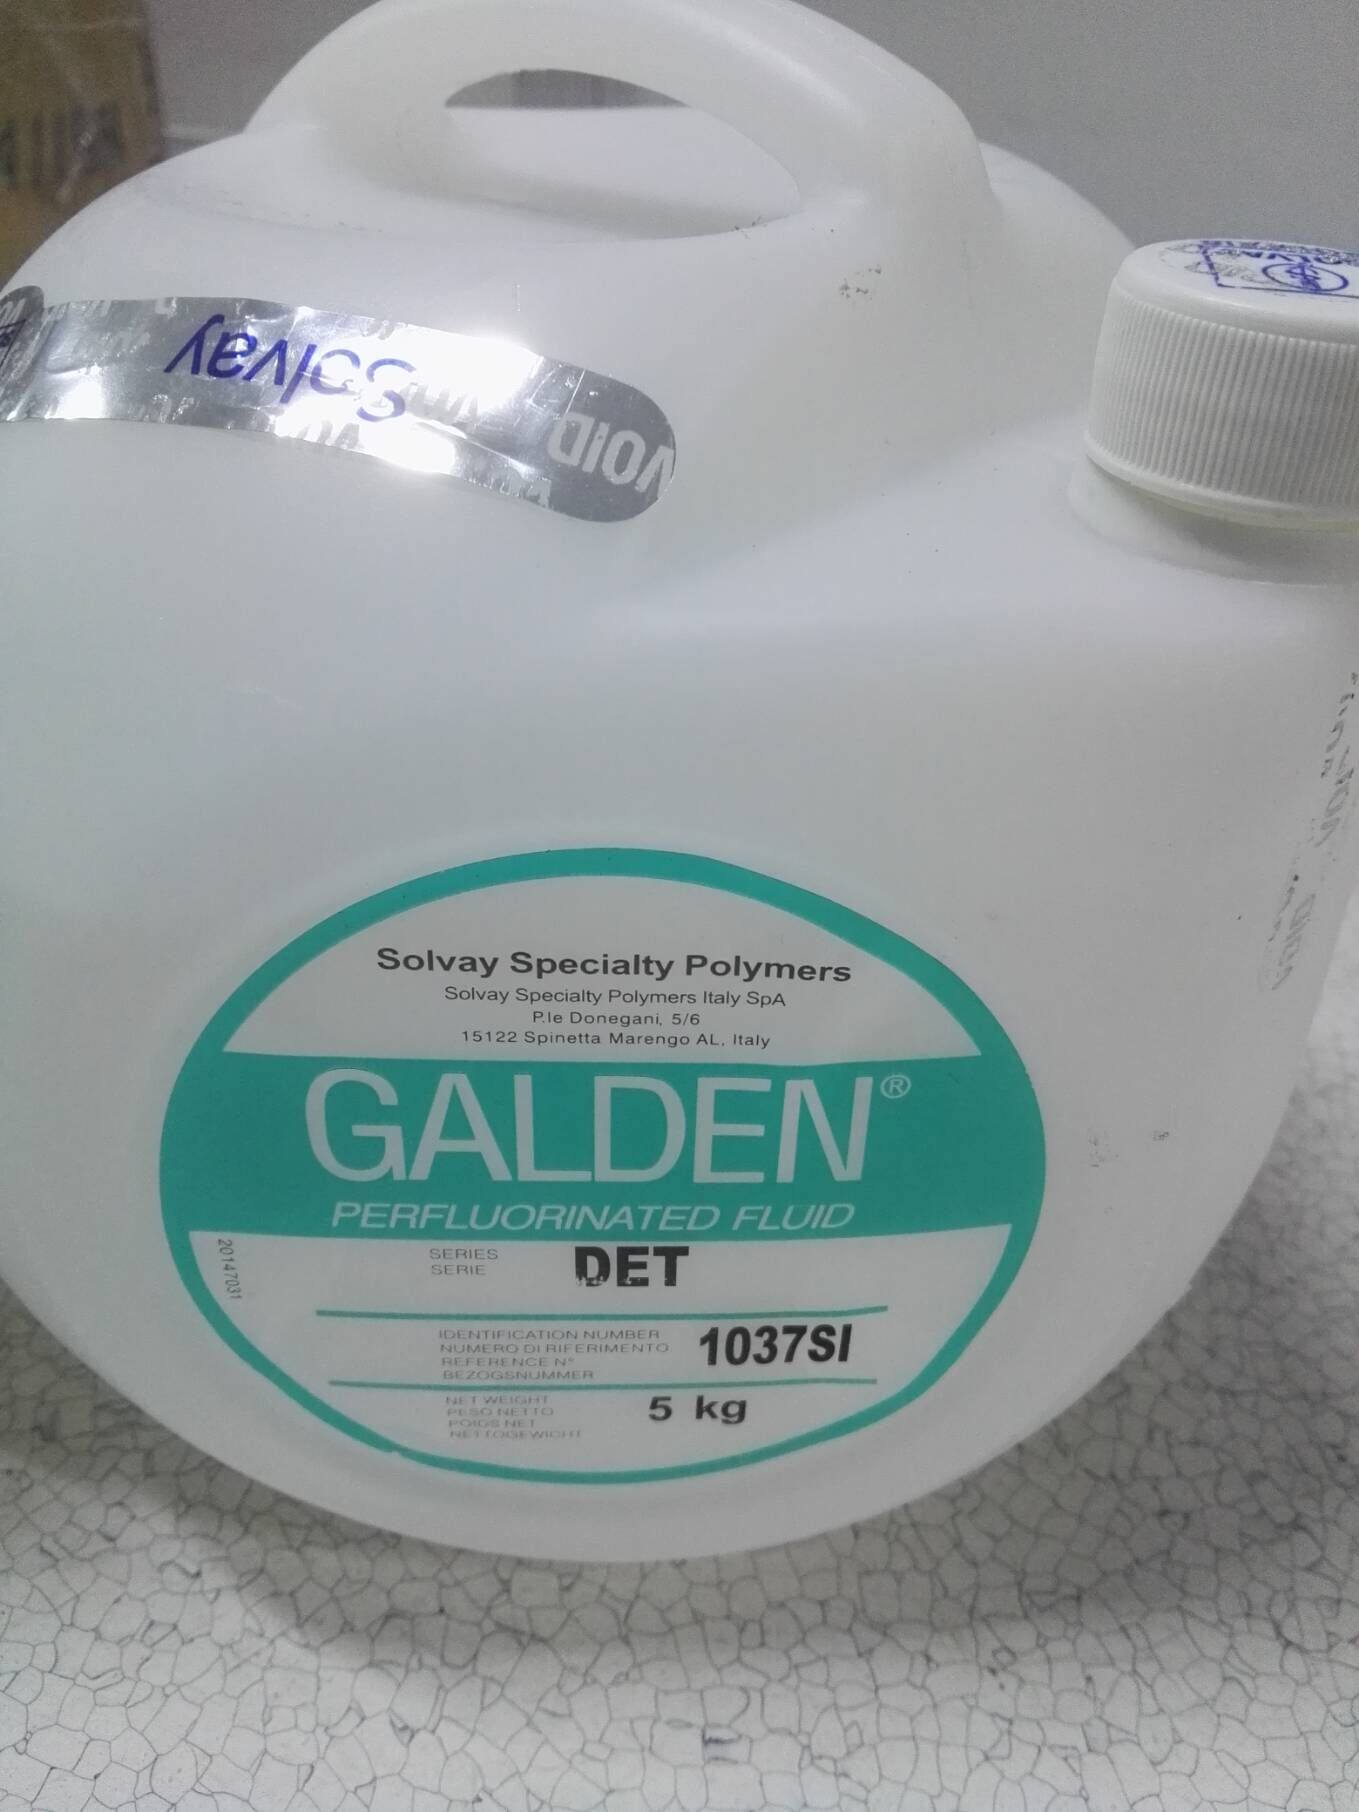 Solvay
VOID
SOLVAY
Solvay Specialty Polymers
Solvay Specialty Polymers Italy SpA
P.le Donegani, 5/6
15122 Spinetta Marengo AL, Italy
GALDEN®
PERFLUORINATED FLUID
SERIES
SERIE
DET
20147031
IDENTIFICATION NUMBER
NUMERO DI RIFERIMENTO
REFERENCE N°
BEZOGSNUMMER
1037SI
NET WEIGHT
PESO NETTO
POIDS NET
NETTOGEWICHT
5 kg